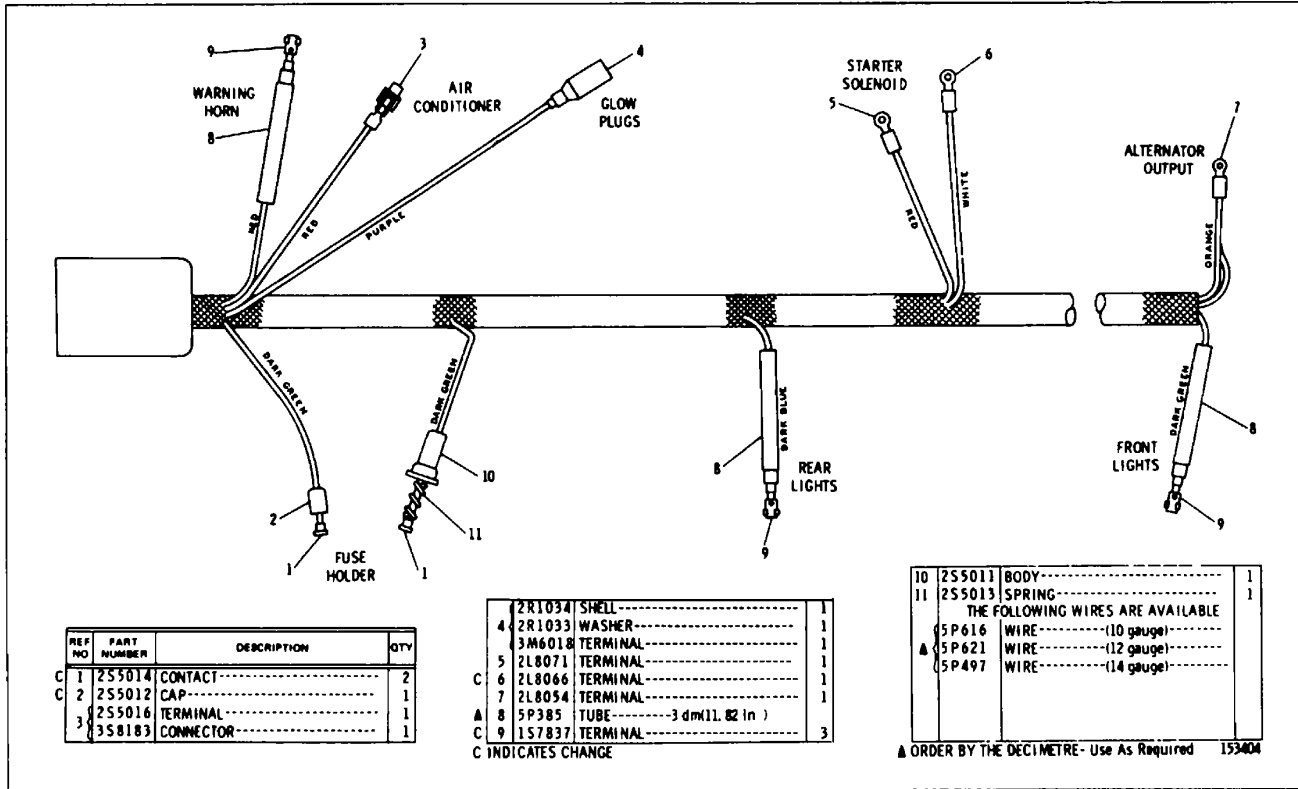 9
WARNING
HORN
8
3
AIR
CONDITIONER
4
GLOW
PLUGS
STARTER
SOLENOID
5
6
7
ALTERNATOR
OUTPUT
RED
RED
PURPLE
RED
WHITE
ORANGE
DARK GREEN
DARK GREEN
DARK BLUE
DARK GREEN
2
1
FUSE
HOLDER
10
11
1
8
REAR
LIGHTS
9
FRONT
LIGHTS
8
9
REF NO PART NUMBER DESCRIPTION QTY
C 1 2S5014 CONTACT 2
C 2 2S5012 CAP 1
3 2S5016 TERMINAL 1
3S8183 CONNECTOR 1
2R1034 SHELL 1
4 2R1033 WASHER 1
3M6018 TERMINAL 1
5 2L8071 TERMINAL 1
C 6 2L8066 TERMINAL 1
7 2L8054 TERMINAL 1
▲ 8 5P385 TUBE 3 dm(11.82 in ) 
C 9 1S7837 TERMINAL 3
C INDICATES CHANGE
10 2S5011 BODY 1
11 2S5013 SPRING 1
THE FOLLOWING WIRES ARE AVAILABLE
5P616 WIRE (10 gauge)
▲ 5P621 WIRE (12 gauge)
5P497 WIRE (14 gauge)
▲ ORDER BY THE DECIMETRE- Use As Required 153404